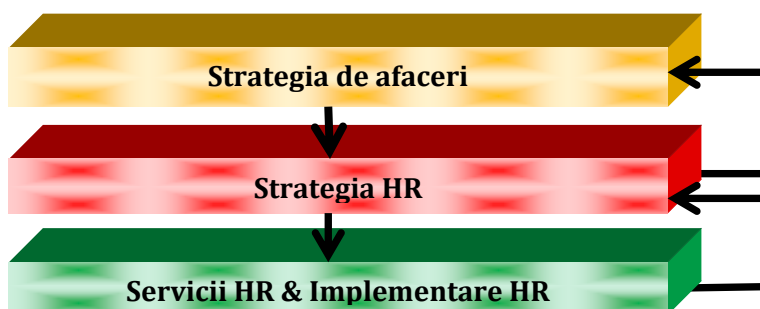 Strategia de afaceri
Strategia HR
Servicii HR & Implementare HR